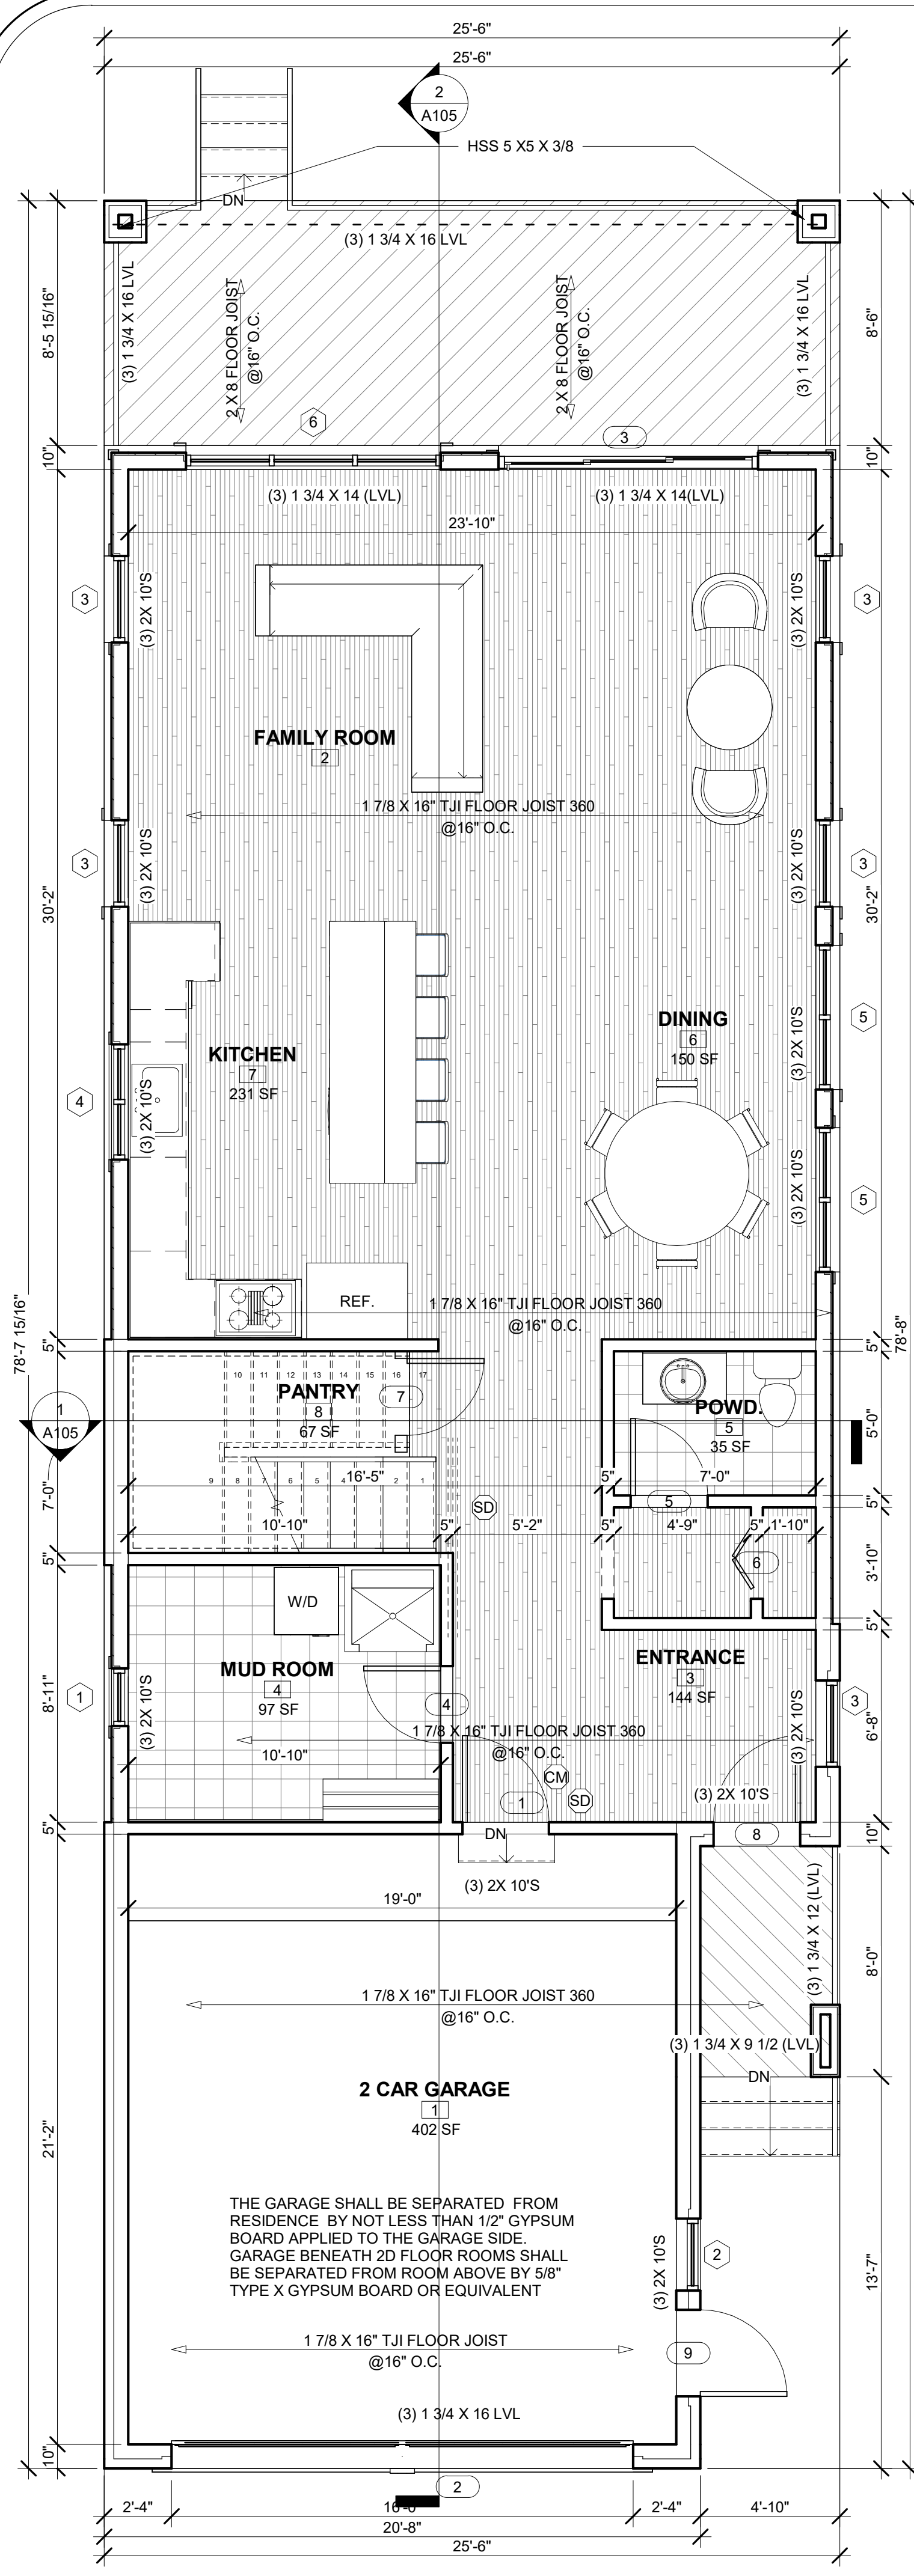 25'-6"
25'-6"
2
A105
HSS 5 X5 X 3/8
DN
(3) 1 3/4 X 16 LVL
(3) 1 3/4 X 16 LVL
2 X 8 FLOOR JOIST
@16" O.C.
2 X 8 FLOOR JOIST
@16" O.C.
(3) 1 3/4 X 16 LVL
8'-5 15/16"
8'-6"
6
3
10"
10"
(3) 1 3/4 X 14 (LVL)
(3) 1 3/4 X 14(LVL)
23'-10"
3
(3) 2X 10'S
(3) 2X 10'S
3
FAMILY ROOM
2
1 7/8 X 16" TJI FLOOR JOIST 360
@16" O.C.
3
(3) 2X 10'S
(3) 2X 10'S
3
30'-2"
30'-2"
DINING
6
150 SF
(3) 2X 10'S
5
KITCHEN
7
231 SF
4
(3) 2X 10'S
(3) 2X 10'S
5
REF.
1 7/8 X 16" TJI FLOOR JOIST 360
@16" O.C.
78'-7 15/16"
78'-8"
5"
5"
10 11 12 13 14 15 16 17
PANTRY
8
67 SF
7
POWD.
5
35 SF
1
A105
5'-0"
9 8 7 6 5 4 2 1
16'-5"
5"
7'-0"
7'-0"
SD
5
5"
10'-10"
5"
5'-2"
5"
4'-9"
5"
1'-10"
6
3'-10"
5"
5"
W/D
MUD ROOM
4
97 SF
ENTRANCE
3
144 SF
1
(3) 2X 10'S
4
(3) 2X 10'S
3
8'-11"
6'-8"
1 7/8 X 16" TJI FLOOR JOIST 360
@16" O.C.
10'-10"
CM
SD
(3) 2X 10'S
1
5"
DN
8
10"
(3) 2X 10'S
19'-0"
(3) 1 3/4 X 12 (LVL)
8'-0"
1 7/8 X 16" TJI FLOOR JOIST 360
@16" O.C.
(3) 1 3/4 X 9 1/2 (LVL)
DN
2 CAR GARAGE
1
402 SF
21'-2"
THE GARAGE SHALL BE SEPARATED FROM
RESIDENCE BY NOT LESS THAN 1/2" GYPSUM
BOARD APPLIED TO THE GARAGE SIDE.
GARAGE BENEATH 2D FLOOR ROOMS SHALL
BE SEPARATED FROM ROOM ABOVE BY 5/8"
TYPE X GYPSUM BOARD OR EQUIVALENT
(3) 2X 10'S
2
13'-7"
1 7/8 X 16" TJI FLOOR JOIST
@16" O.C.
9
(3) 1 3/4 X 16 LVL
10"
2
2'-4"
2'-4"
4'-10"
20'-8"
25'-6"